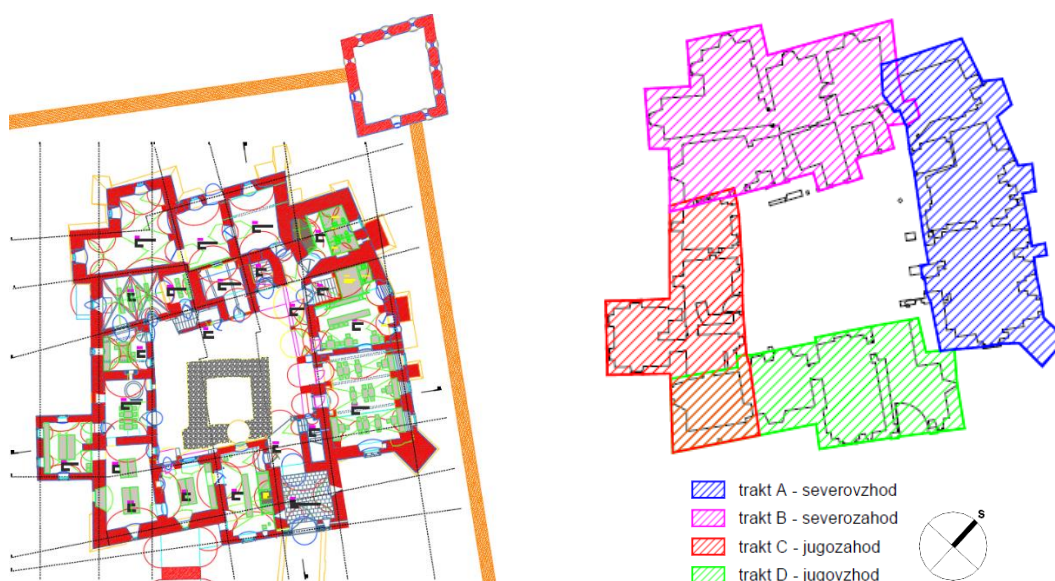 trakt A - severovzhod
trakt B - severozahod
trakt C - jugozahod
trakt D - jugovzhod
S